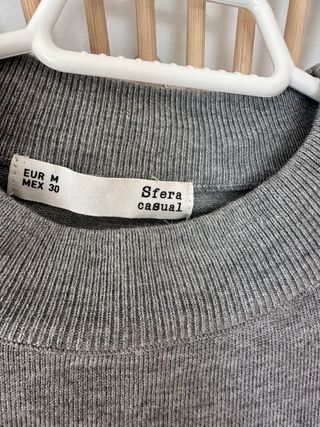 EUR M
MEX 30
Sfera
casual